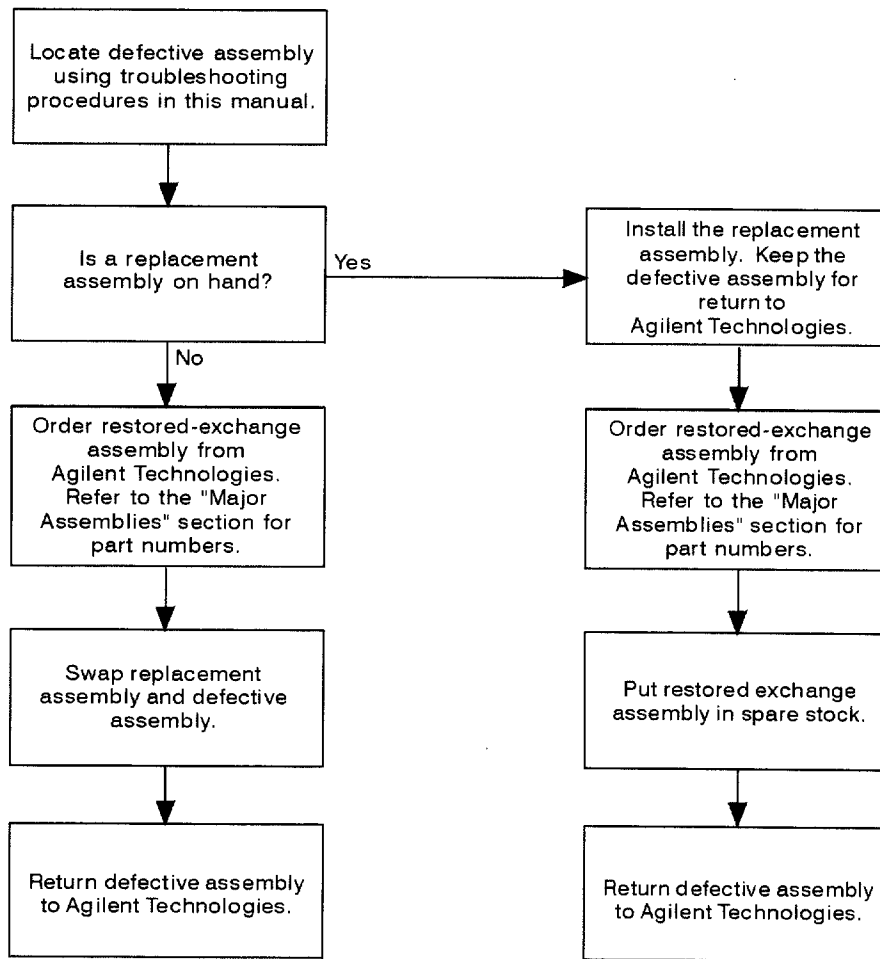 Locate defective assembly
using troubleshooting
procedures in this manual.
Is a replacement
assembly on hand?
Yes
No
Install the replacement
assembly. Keep the
defective assembly for
return to
Agilent Technologies.
Order restored-exchange
assembly from
Agilent Technologies.
Refer to the "Major
Assemblies" section for
part numbers.
Order restored-exchange
assembly from
Agilent Technologies.
Refer to the "Major
Assemblies" section for
part numbers.
Swap replacement
assembly and defective
assembly.
Put restored exchange
assembly in spare stock.
Return defective assembly
to Agilent Technologies.
Return defective assembly
to Agilent Technologies.